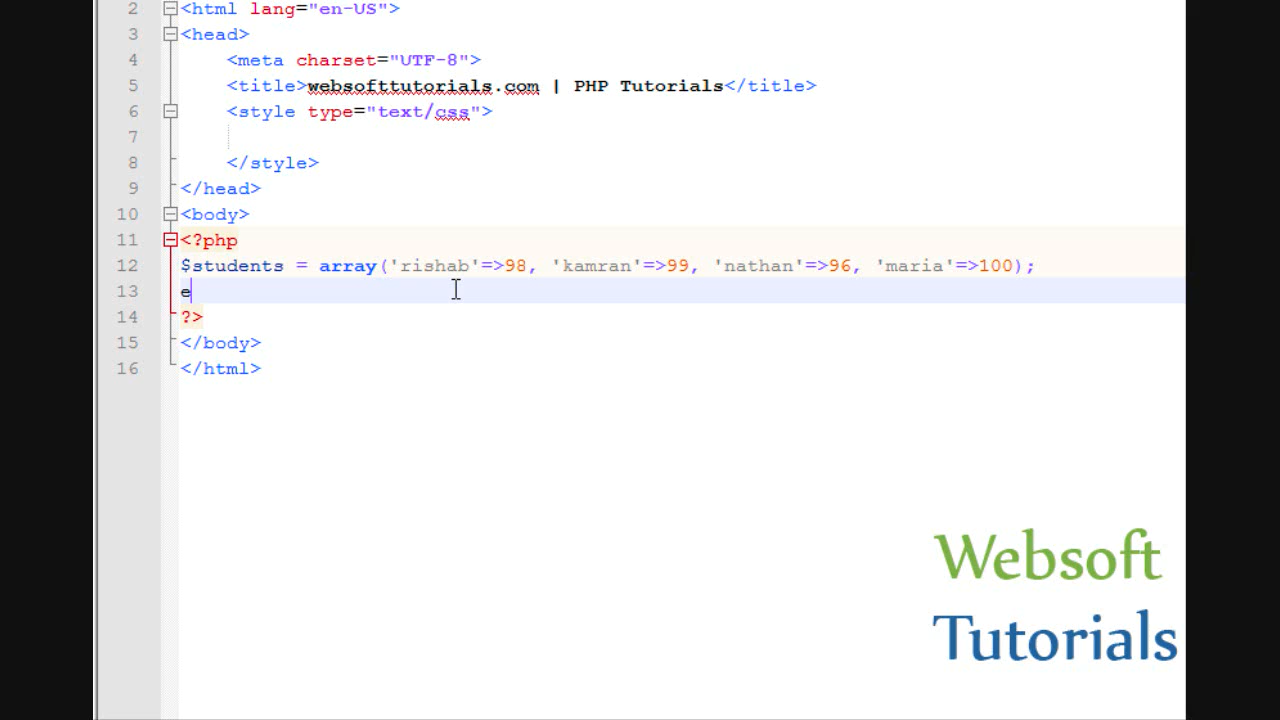 2 <html lang="en-US">
3 <head>
4 <meta charset="UTF-8">
5 <title>websofttutorials.com | PHP Tutorials</title>
6 <style type="text/css">
7
8 </style>
9 </head>
10 <body>
11 <?php
12 $students = array('rishab'=>98, 'kamran'=>99, 'nathan'=>96, 'maria'=>100);
13 e
14 ?>
15 </body>
16 </html>
Websoft
Tutorials